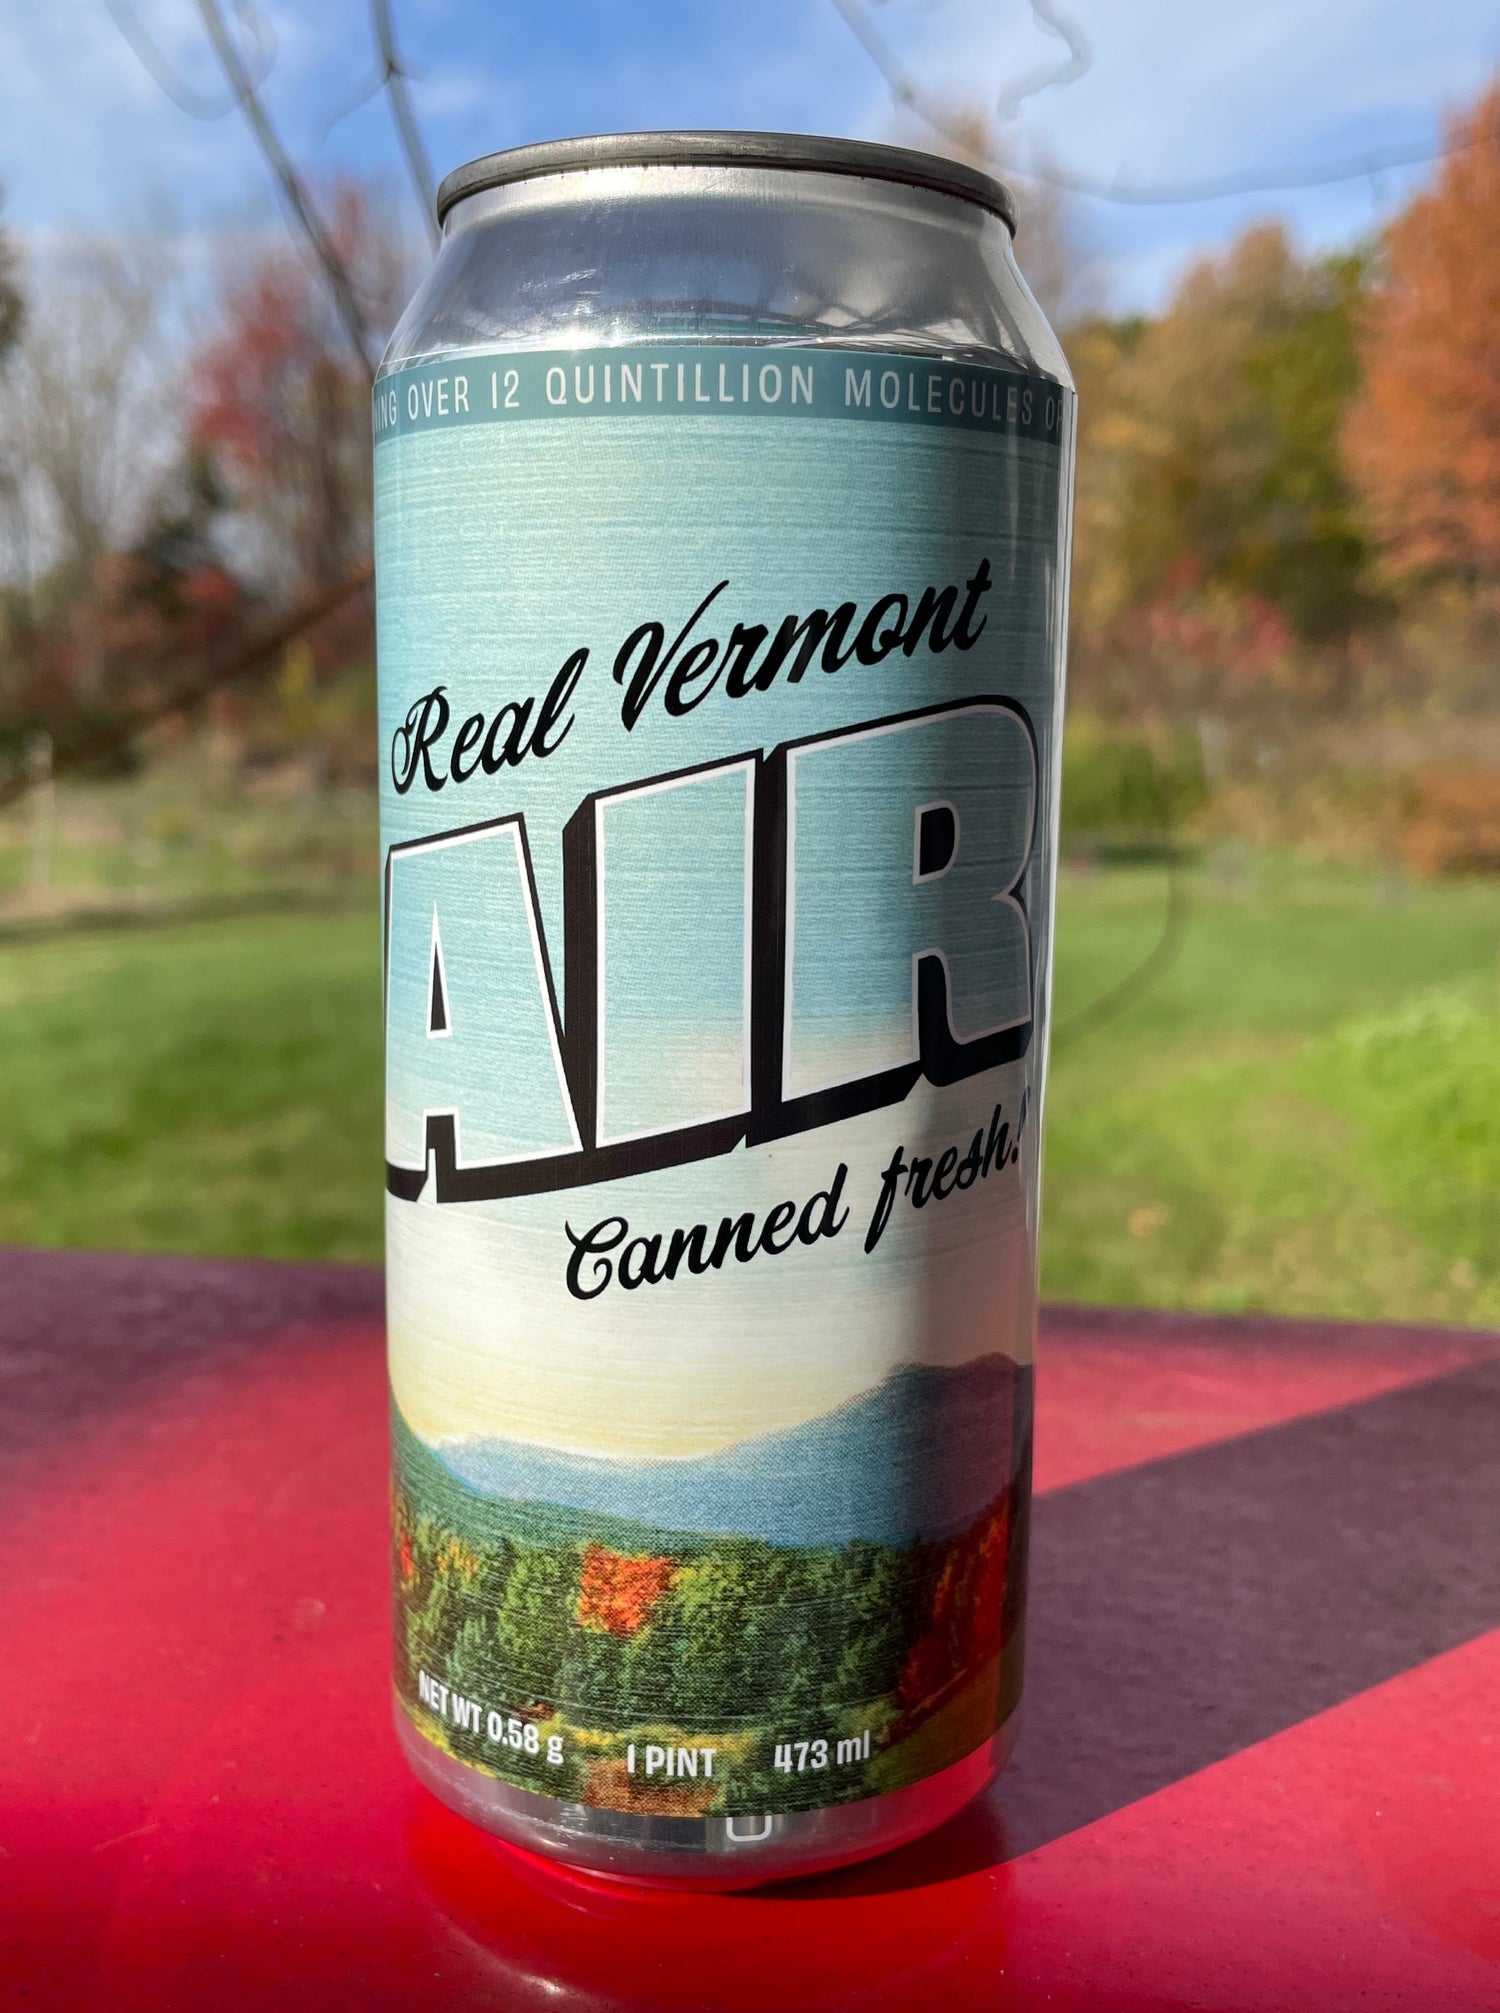 OVER 12 QUINTILLION MOLECULES
Real Vermont
AIR
Canned fresh!
NET WT 0.58 g 1 PINT 473 ml